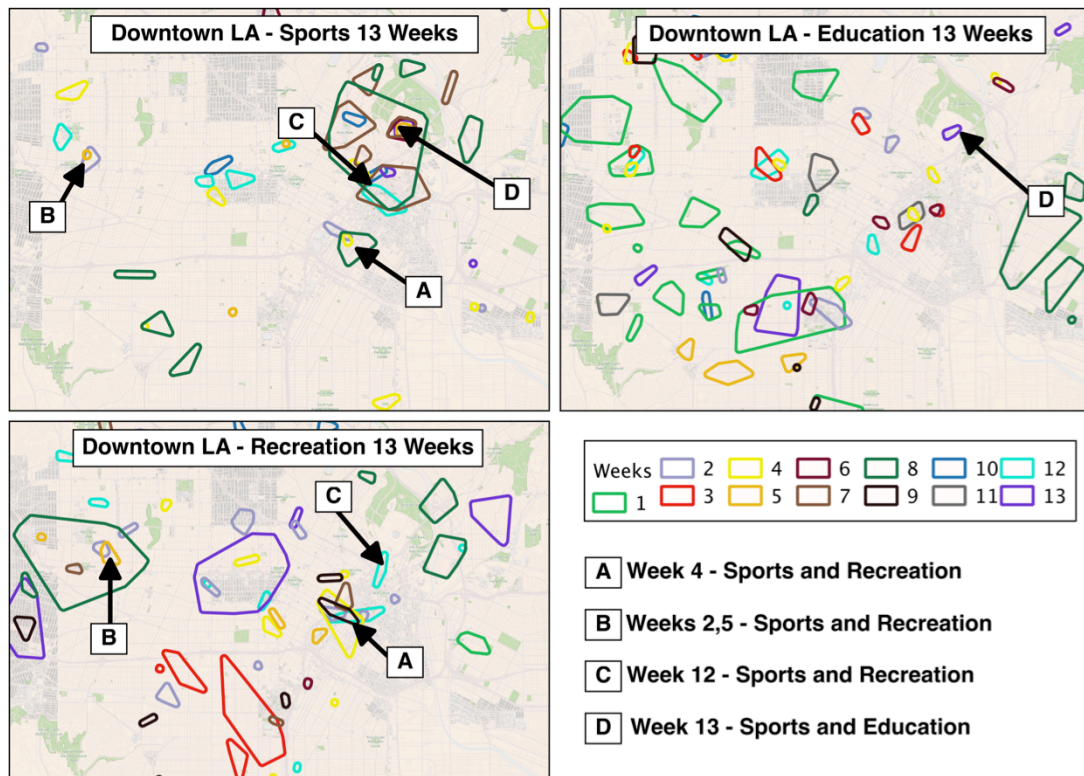 Downtown LA - Sports 13 Weeks
C
B
D
A
Downtown LA - Education 13 Weeks
D
Downtown LA - Recreation 13 Weeks
C
B
A
Weeks 2 4 6 8 10 12
1 3 5 7 9 11 13
A Week 4 - Sports and Recreation
B Weeks 2,5 - Sports and Recreation
C Week 12 - Sports and Recreation
D Week 13 - Sports and Education